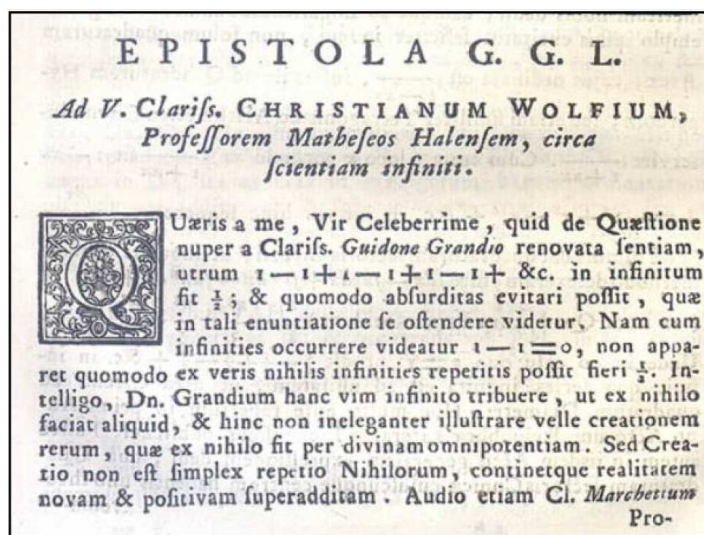 EPISTOLA G. G. L.
Ad V. Clariſs. CHRISTIANUM WOLFIUM,
Profeſſorem Matheſeos Halenſem, circa
ſcientiam infiniti.
QUæris a me, Vir Celeberrime, quid de Quæſtione
nuper a Clariſs. Guidone Grandio renovata ſentiam,
utrum 1—1+1—1+1—1+ &c. in infinitum
ſit ½; & quomodo abſurditas evitari poſſit, quæ
in tali enuntiatione ſe oſtendere videtur. Nam cum
infinities occurrere videatur 1—1=0, non appa-
ret quomodo ex veris nihilis infinities repetitis poſſit fieri ½. In-
telligo, Dn. Grandium hanc vim infinito tribuere, ut ex nihilo
faciat aliquid, & hinc non ineleganter illuſtrare velle creationem
rerum, quæ ex nihilo fit per divinam omnipotentiam. Sed Crea-
tio non eſt ſimplex repetio Nihilorum, continetque realitatem
novam & poſitivam ſuperadditam. Audio etiam Cl. Marchettum
Pro-